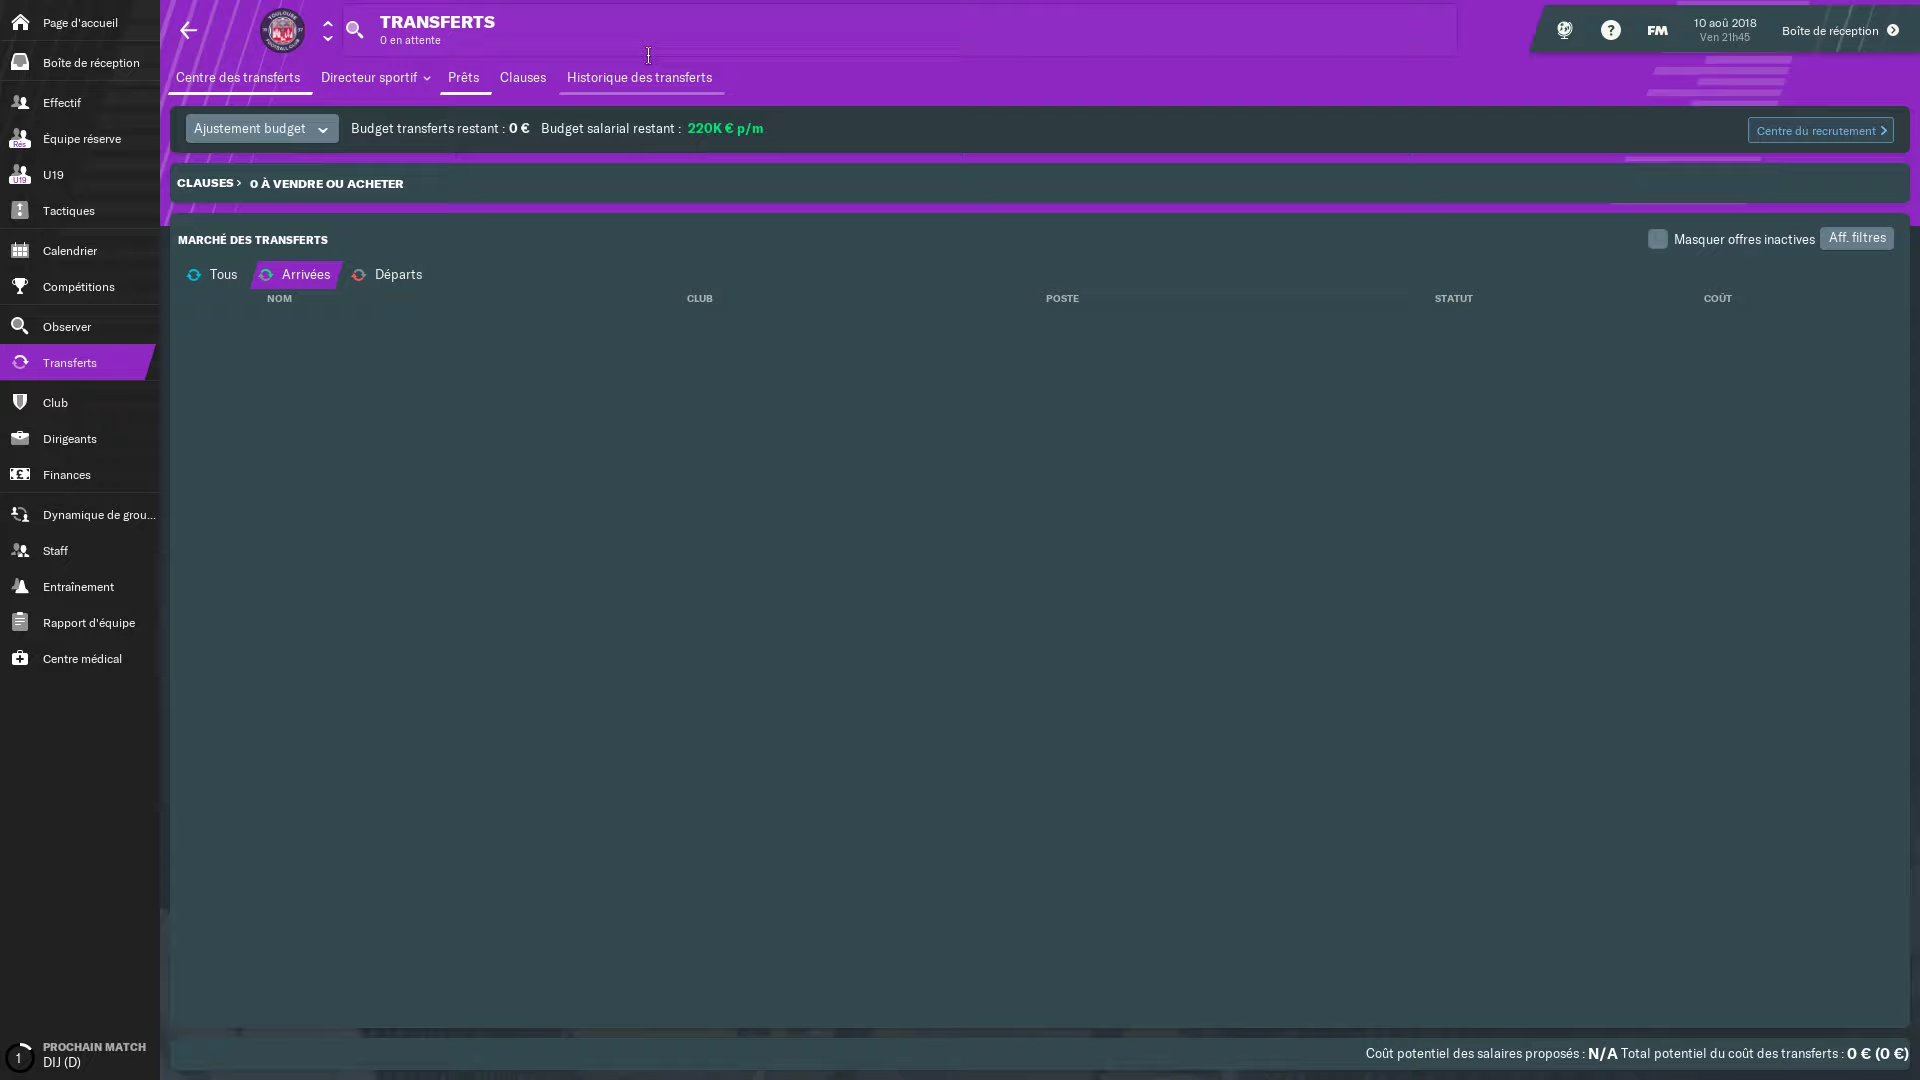 Page d'accueil
Boîte de réception
Effectif
Rés
Équipe réserve
U19
U19
Tactiques
Calendrier
Compétitions
Observer
Transferts
Club
Dirigeants
Finances
Dynamique de grou...
Staff
Entraînement
Rapport d'équipe
Centre médical
1
PROCHAIN MATCH
DIJ (D)
TRANSFERTS
0 en attente
FM
10 aoû 2018
Ven 21h45
Boîte de réception
Centre des transferts
Directeur sportif
Prêts
Clauses
Historique des transferts
Ajustement budget
Budget transferts restant : 0 €
Budget salarial restant : 220K € p/m
Centre du recrutement
CLAUSES > 0 À VENDRE OU ACHETER
MARCHÉ DES TRANSFERTS
Masquer offres inactives
Aff. filtres
Tous
Arrivées
Départs
NOM CLUB POSTE STATUT COÛT
Coût potentiel des salaires proposés : N/A Total potentiel du coût des transferts : 0 € (0 €)